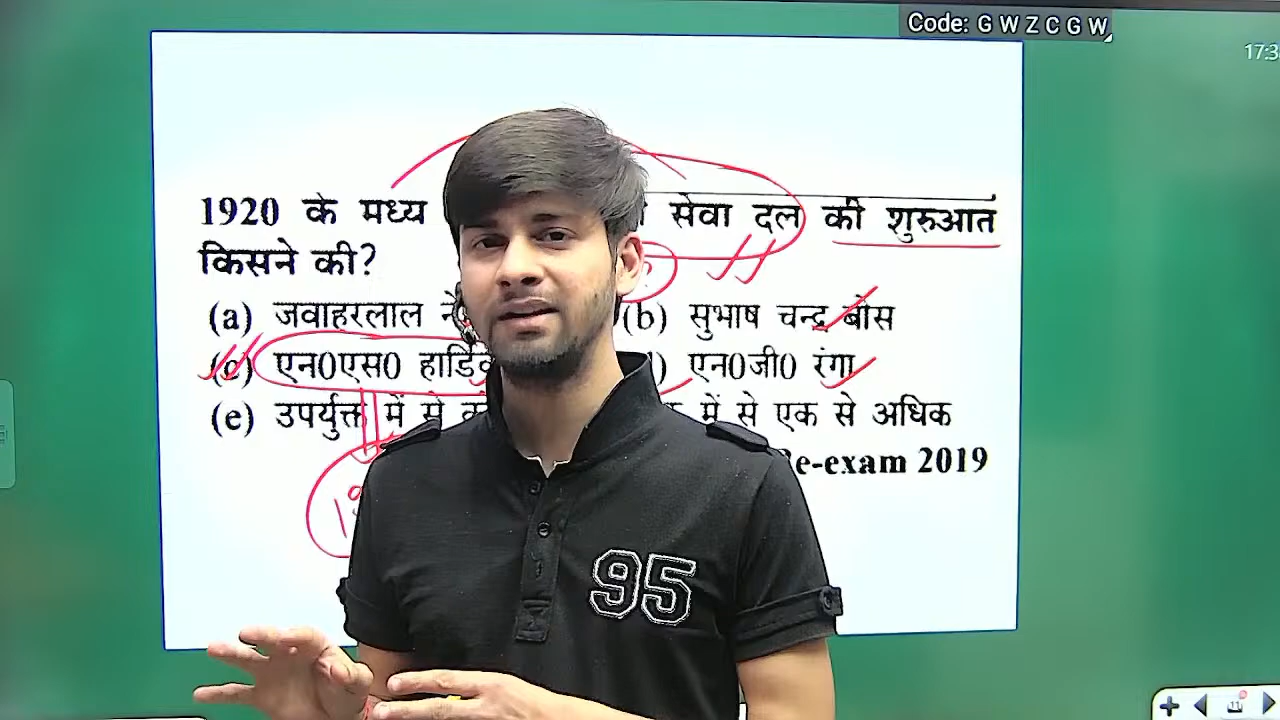 Code: G W Z C G W
17:3
1920 के मध्य सेवा दल की शुरुआत
किसने की?
(a) जवाहरलाल (b) सुभाष चन्द्र बोस
(c) एन0एस0 एन0जी0 रंगा
(e) उपर्युक्त में से में से एक से अधिक
Re-exam 2019
95